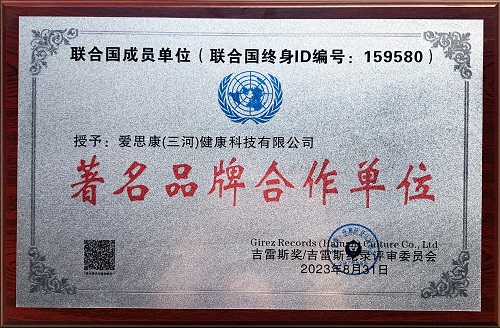 联合国成员单位（联合国终身ID编号：159580）
授予：爱思康(三河)健康科技有限公司
著名品牌合作单位
Girez Records (Hainan) Culture Co., Ltd
吉雷斯奖/吉雷斯纪录评审委员会
2023年8月31日